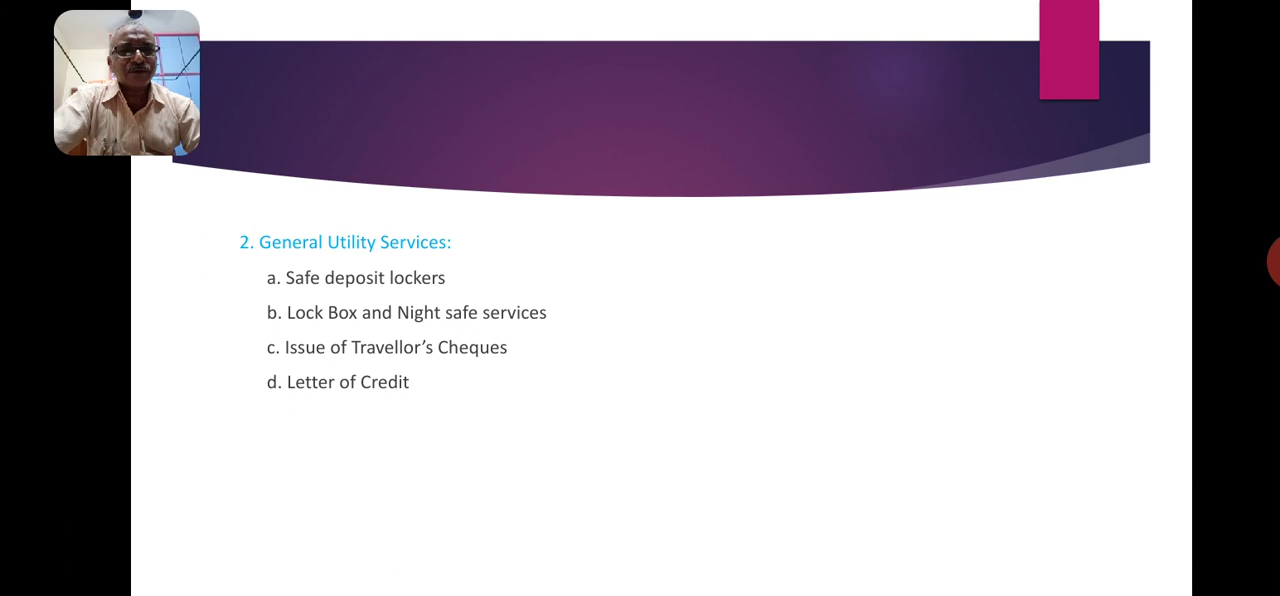 2. General Utility Services:
a. Safe deposit lockers
b. Lock Box and Night safe services
c. Issue of Travellor’s Cheques
d. Letter of Credit